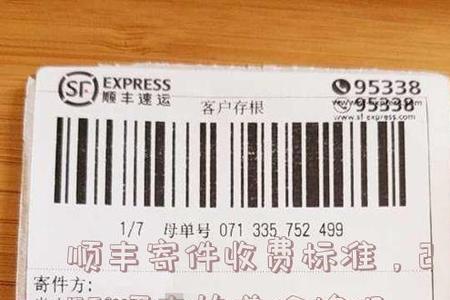 SF EXPRESS
顺丰速运
95338
95338
www.sf-express.com
客户存根
1/7 母单号 071 335 752 499
顺丰寄件收费标准，
寄件方：